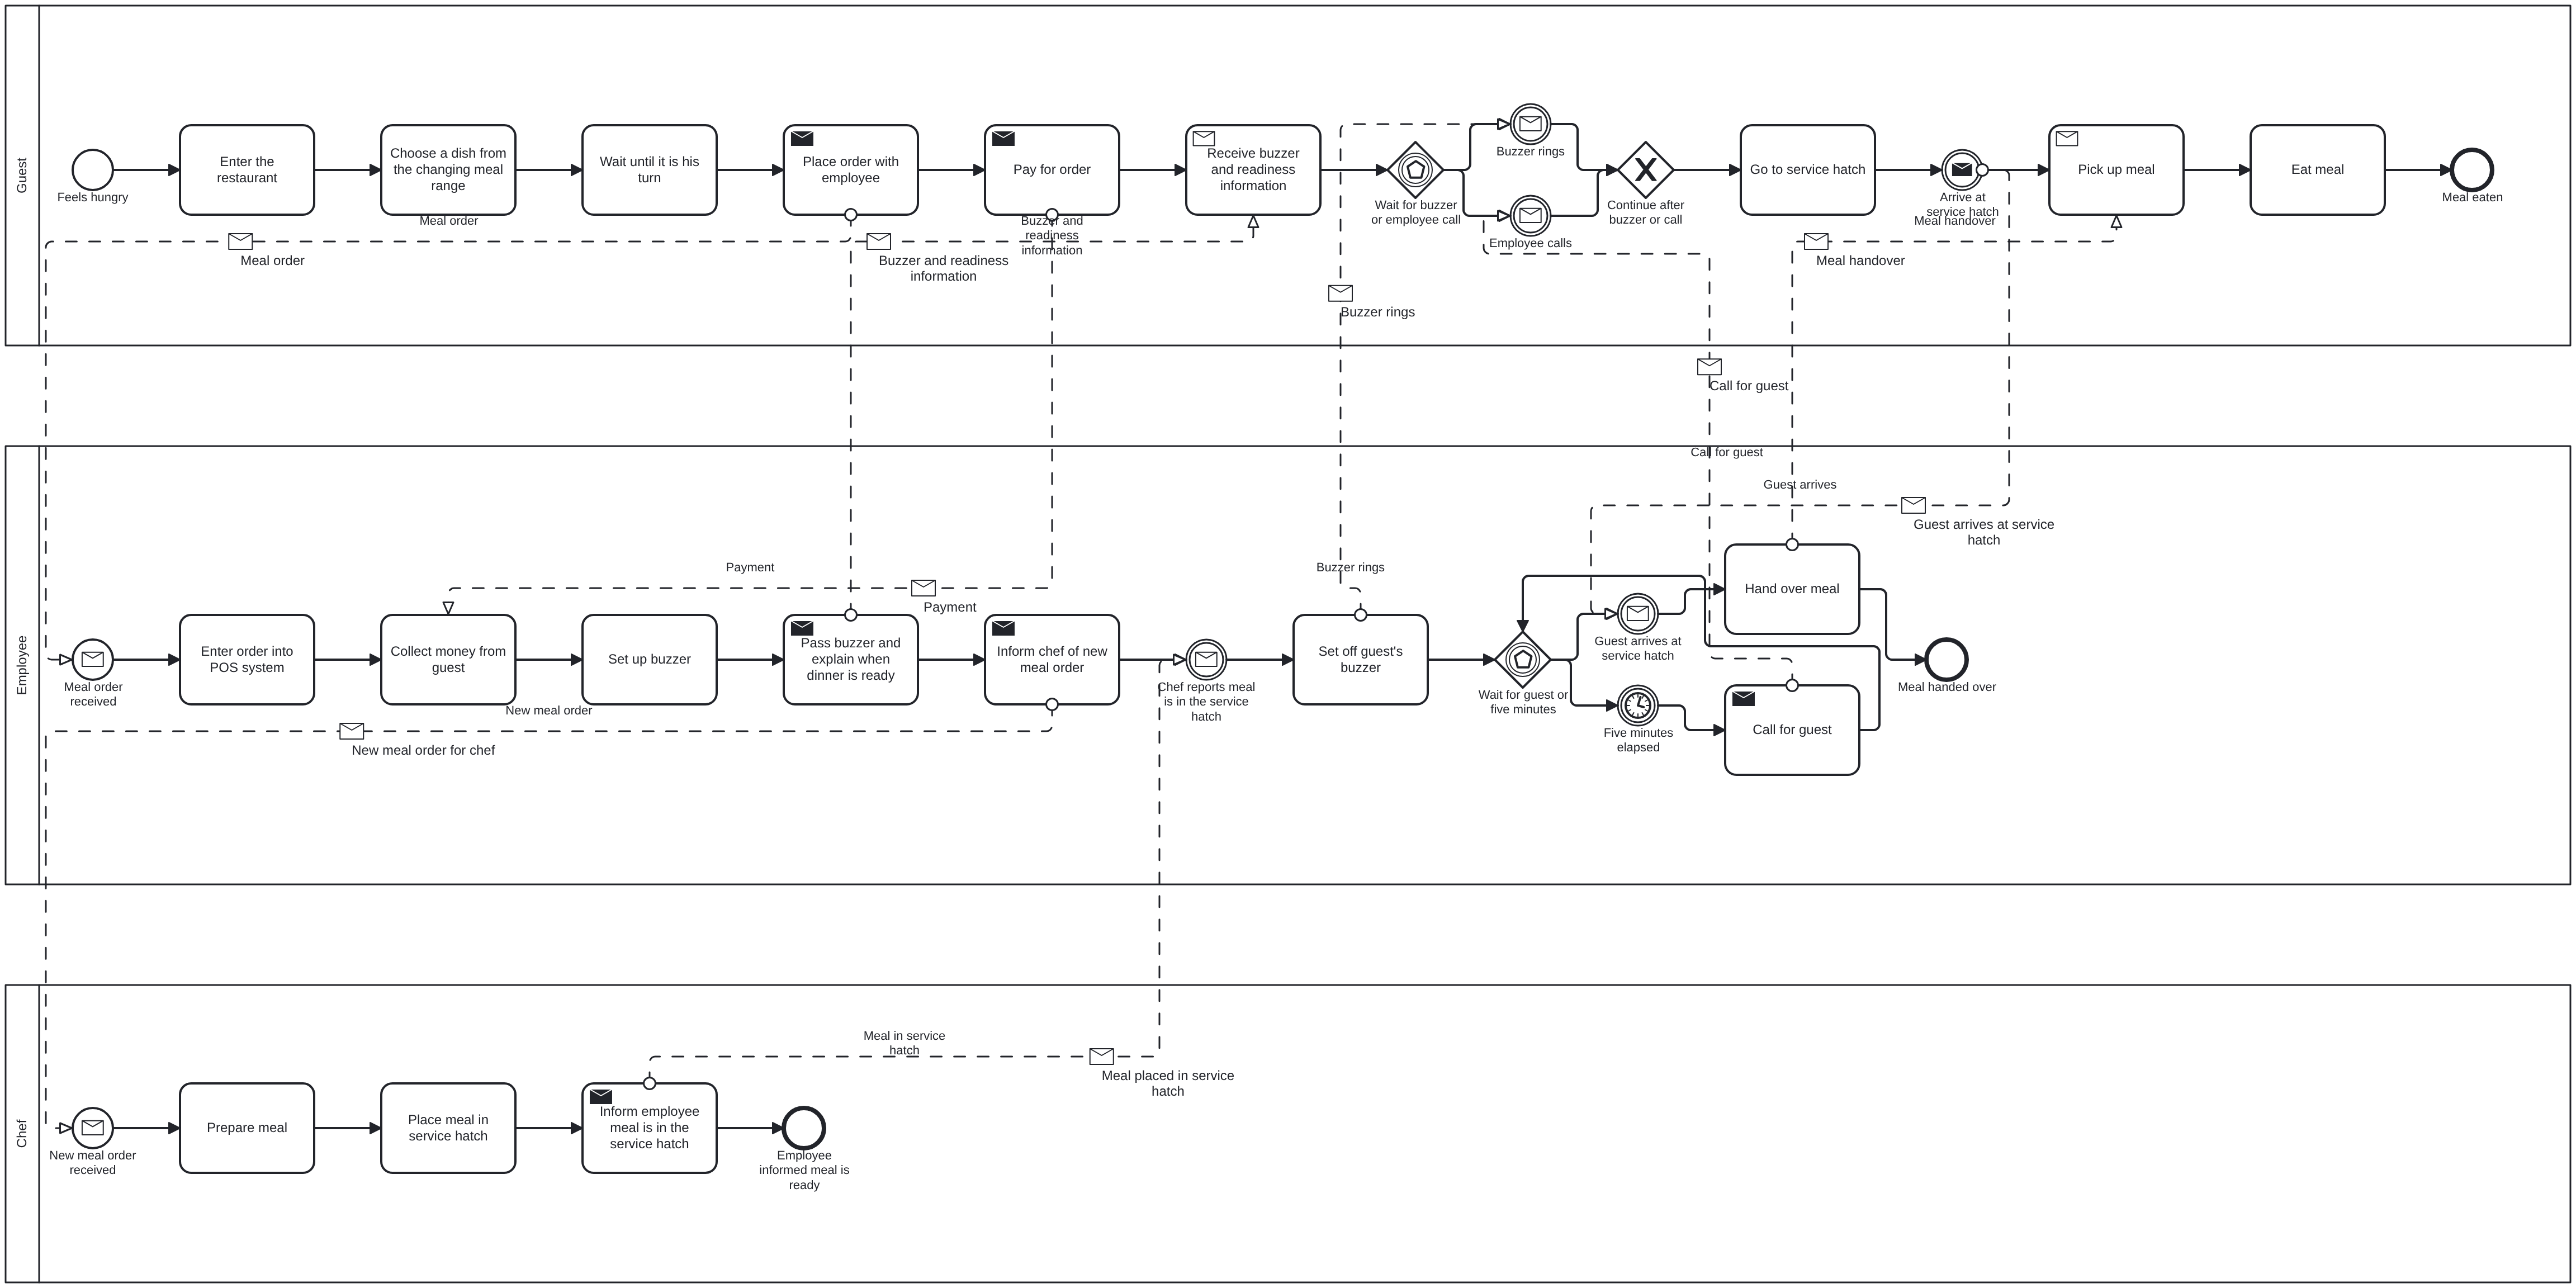 Guest
Feels hungry
Enter the
restaurant
Choose a dish from
the changing meal
range
Wait until it is his
turn
Place order with
employee
Pay for order
Receive buzzer
and readiness
information
Wait for buzzer
or employee call
Buzzer rings
Employee calls
Continue after
buzzer or call
Go to service hatch
Arrive at
service hatch
Pick up meal
Eat meal
Meal eaten
Meal order
Meal order
Buzzer and
readiness
information
Buzzer and readiness
information
Meal handover
Meal handover
Buzzer rings
Call for guest
Employee
Call for guest
Guest arrives
Guest arrives at service
hatch
Payment
Payment
Buzzer rings
Meal order
received
Enter order into
POS system
Collect money from
guest
Set up buzzer
Pass buzzer and
explain when
dinner is ready
Inform chef of new
meal order
Chef reports meal
is in the service
hatch
Set off guest's
buzzer
Wait for guest or
five minutes
Guest arrives at
service hatch
Five minutes
elapsed
Hand over meal
Call for guest
Meal handed over
New meal order
New meal order for chef
Chef
Meal in service
hatch
Meal placed in service
hatch
New meal order
received
Prepare meal
Place meal in
service hatch
Inform employee
meal is in the
service hatch
Employee
informed meal is
ready